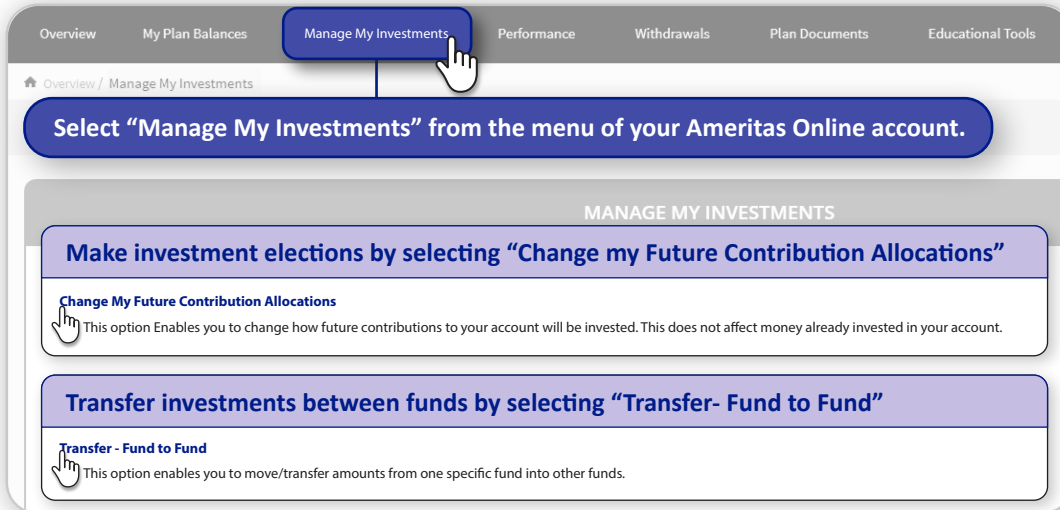 Overview My Plan Balances Manage My Investments Performance Withdrawals Plan Documents Educational Tools
Overview / Manage My Investments
Select “Manage My Investments” from the menu of your Ameritas Online account.
MANAGE MY INVESTMENTS
Make investment elections by selecting “Change my Future Contribution Allocations”
Change My Future Contribution Allocations
This option Enables you to change how future contributions to your account will be invested. This does not affect money already invested in your account.
Transfer investments between funds by selecting “Transfer- Fund to Fund”
Transfer - Fund to Fund
This option enables you to move/transfer amounts from one specific fund into other funds.